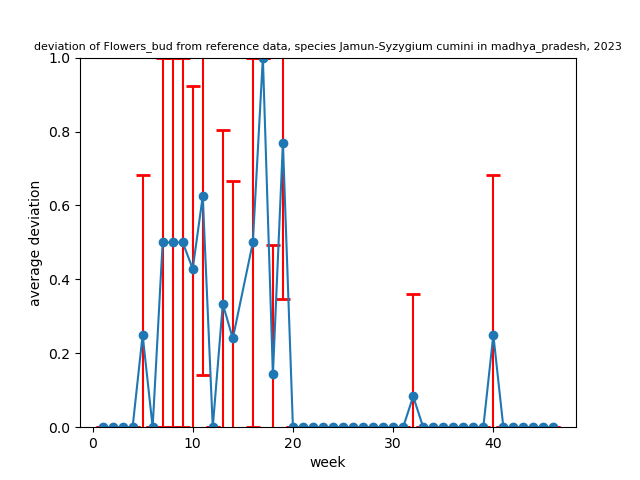 deviation of Flowers_bud from reference data, species Jamun-Syzygium cumini in madhya_pradesh, 2023
1.0
0.8
0.6
0.4
0.2
0.0
average deviation
0 10 20 30 40
week